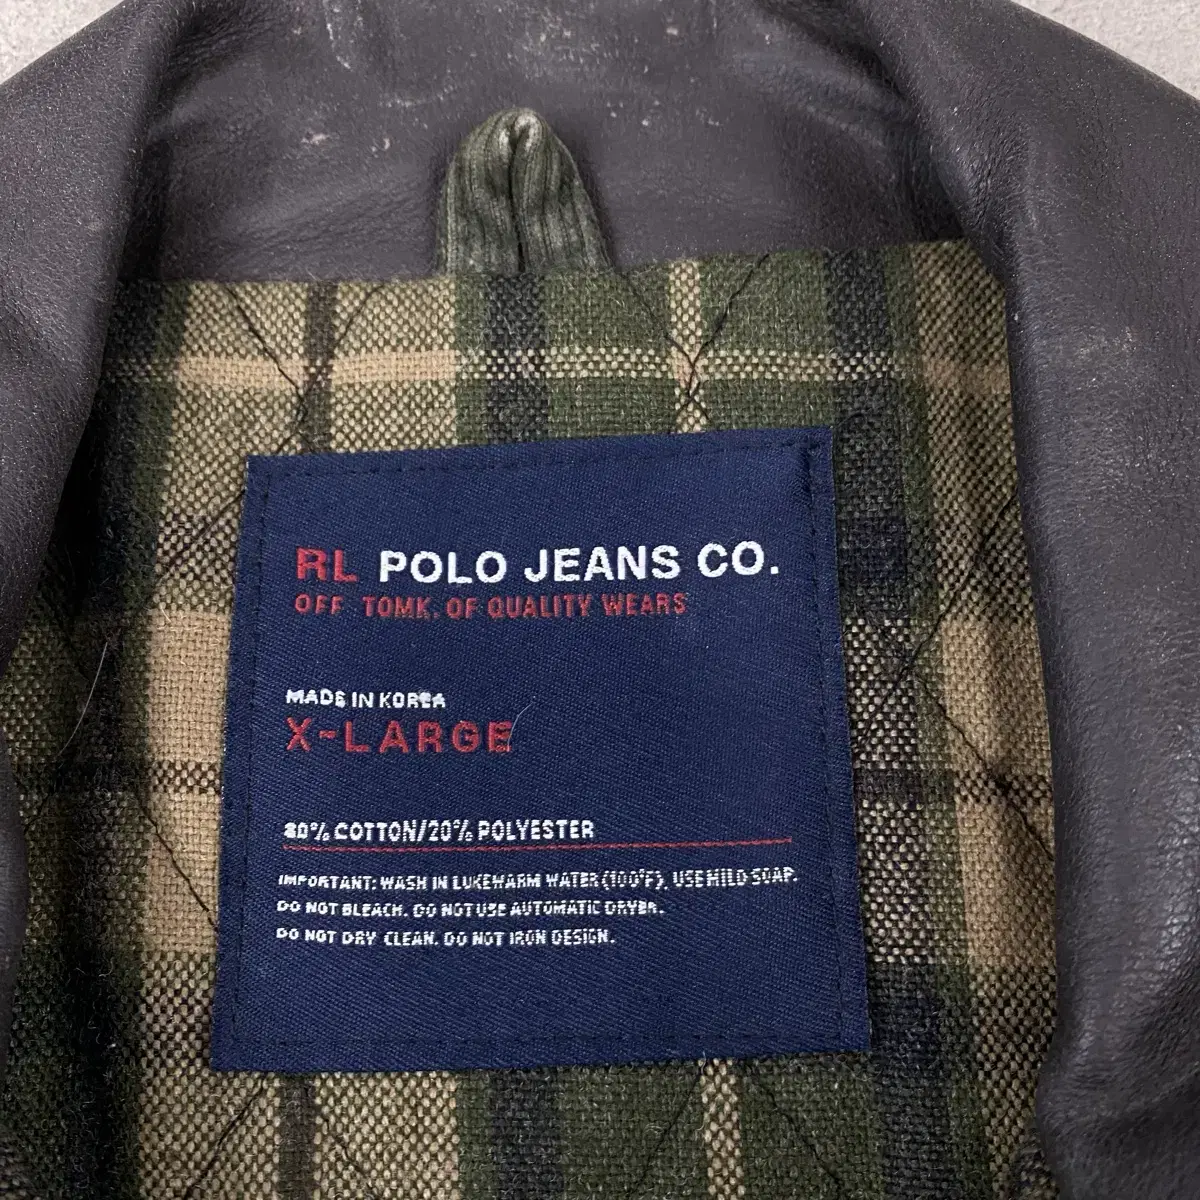 RL POLO JEANS CO.
OFF TOMK. OF QUALITY WEARS
MADE IN KOREA
X-LARGE
80% COTTON/20% POLYESTER
IMPORTANT: WASH IN LUKEWARM WATER (100°F). USE MILD SOAP.
DO NOT BLEACH. DO NOT USE AUTOMATIC DRYER.
DO NOT DRY CLEAN. DO NOT IRON DESIGN.